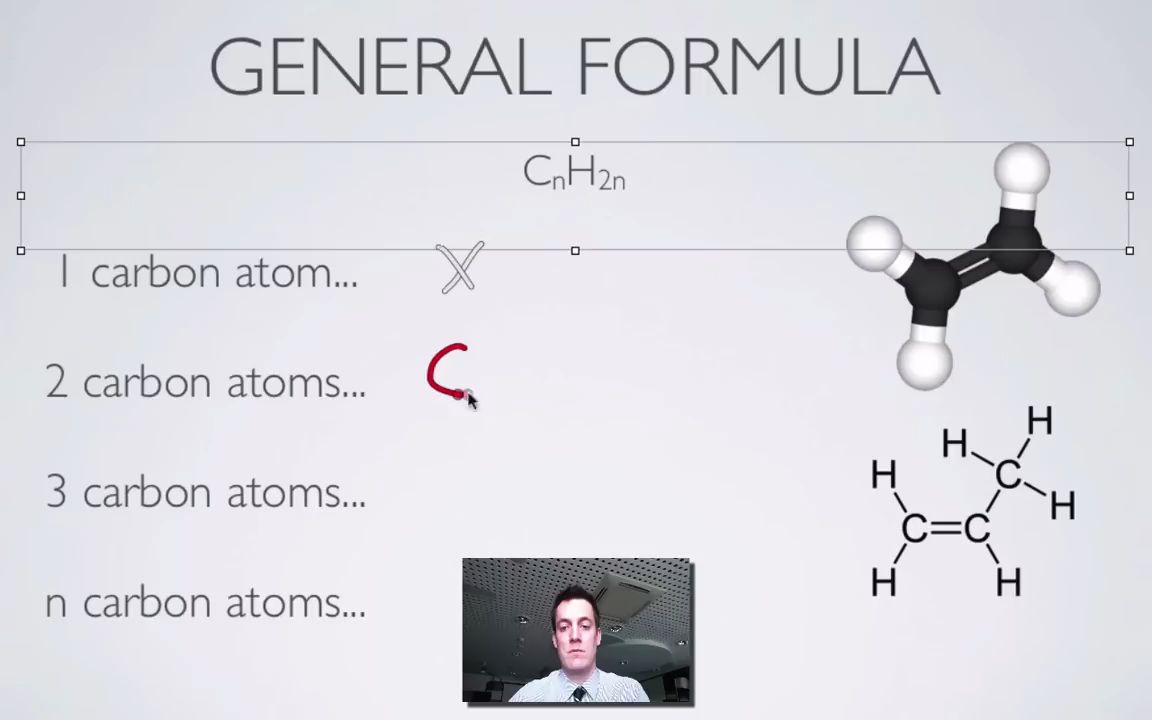 GENERAL FORMULA
CnH2n
1 carbon atom... X
2 carbon atoms... C
3 carbon atoms...
n carbon atoms...
H
H
H
C
H
C=C
H
H